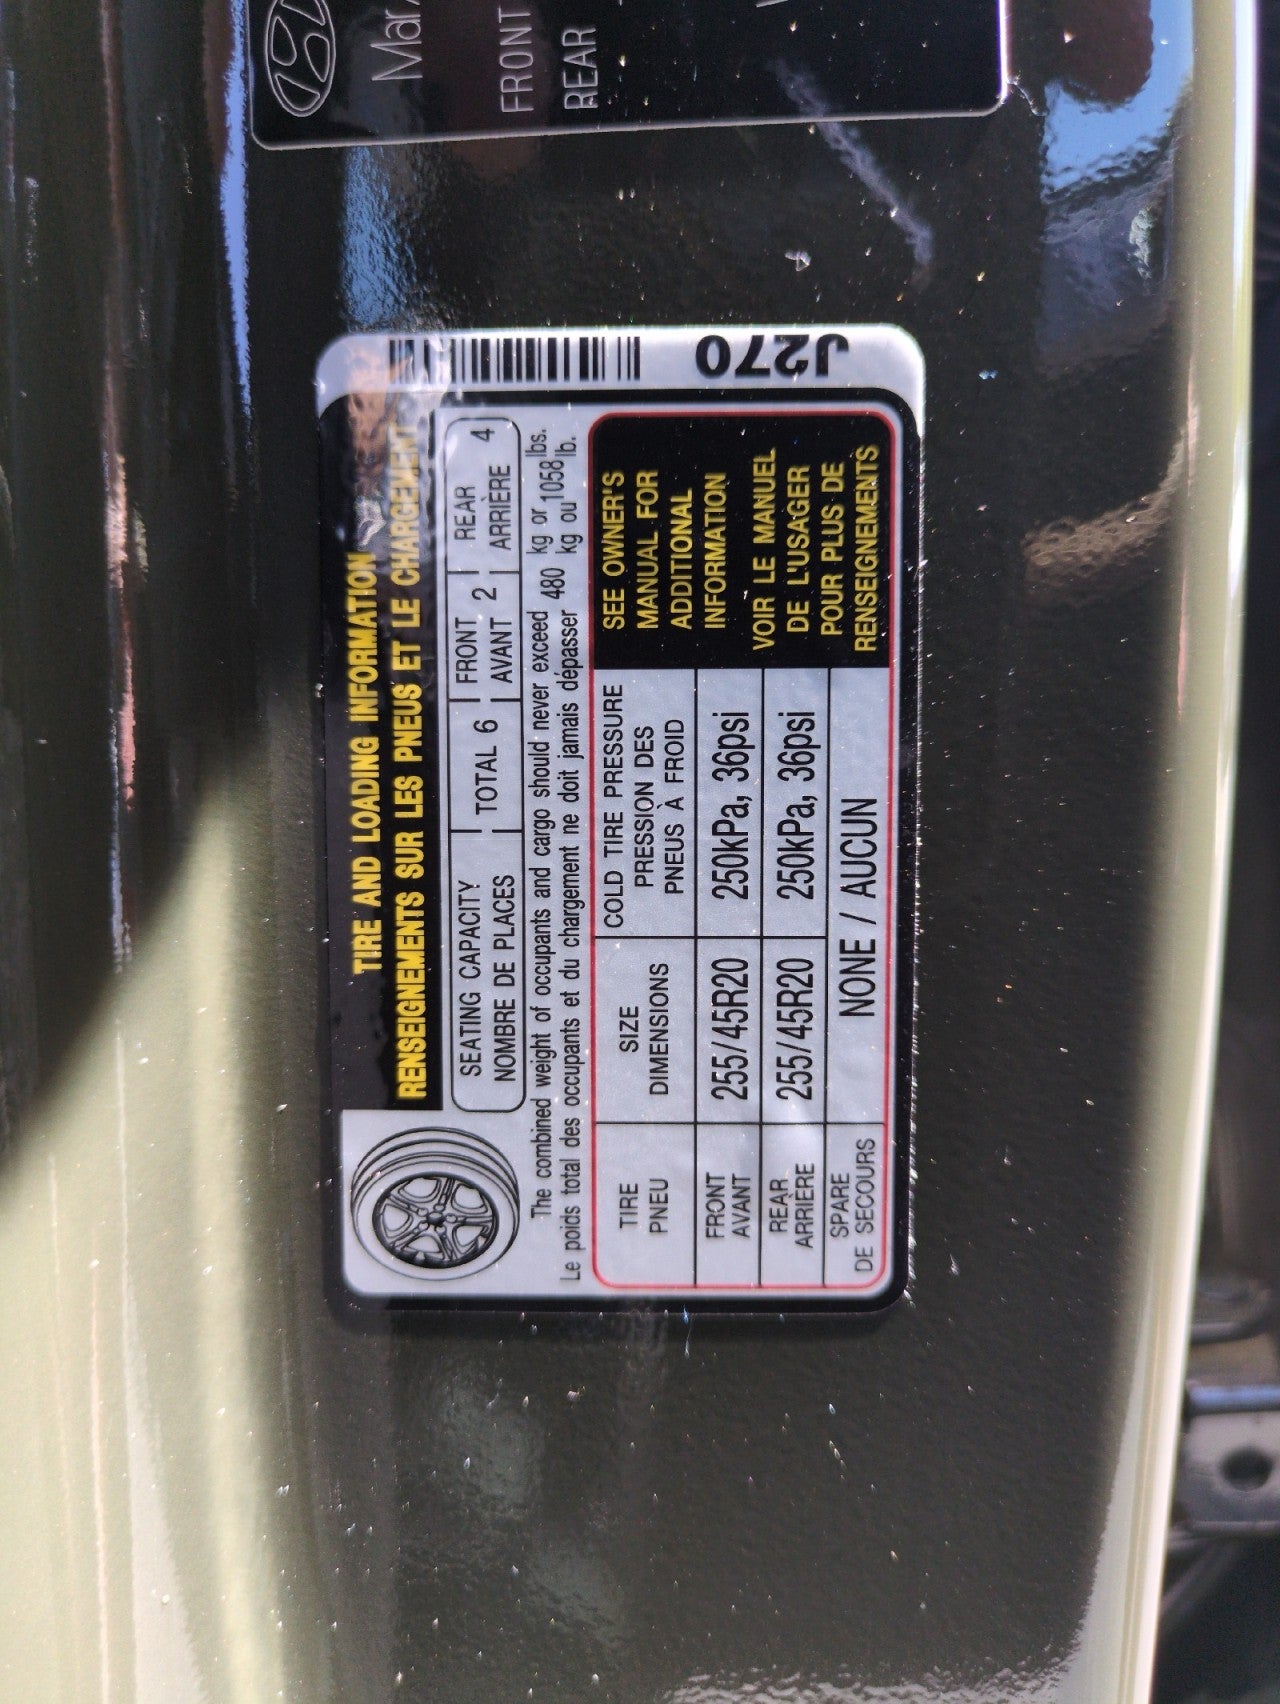 Mar
FRONT
REAR
J270
TIRE AND LOADING INFORMATION
RENSEIGNEMENTS SUR LES PNEUS ET LE CHARGEMENT
SEATING CAPACITY
NOMBRE DE PLACES
TOTAL 6
FRONT
AVANT 2
REAR
ARRIÈRE 4
The combined weight of occupants and cargo should never exceed 480 kg or 1058 lbs.
Le poids total des occupants et du chargement ne doit jamais dépasser 480 kg ou 1058 lb.
TIRE
PNEU
SIZE
DIMENSIONS
COLD TIRE PRESSURE
PRESSION DES
PNEUS À FROID
FRONT
AVANT
255/45R20
250kPa, 36psi
REAR
ARRIÈRE
255/45R20
250kPa, 36psi
SPARE
DE SECOURS
NONE / AUCUN
SEE OWNER'S
MANUAL FOR
ADDITIONAL
INFORMATION
VOIR LE MANUEL
DE L'USAGER
POUR PLUS DE
RENSEIGNEMENTS